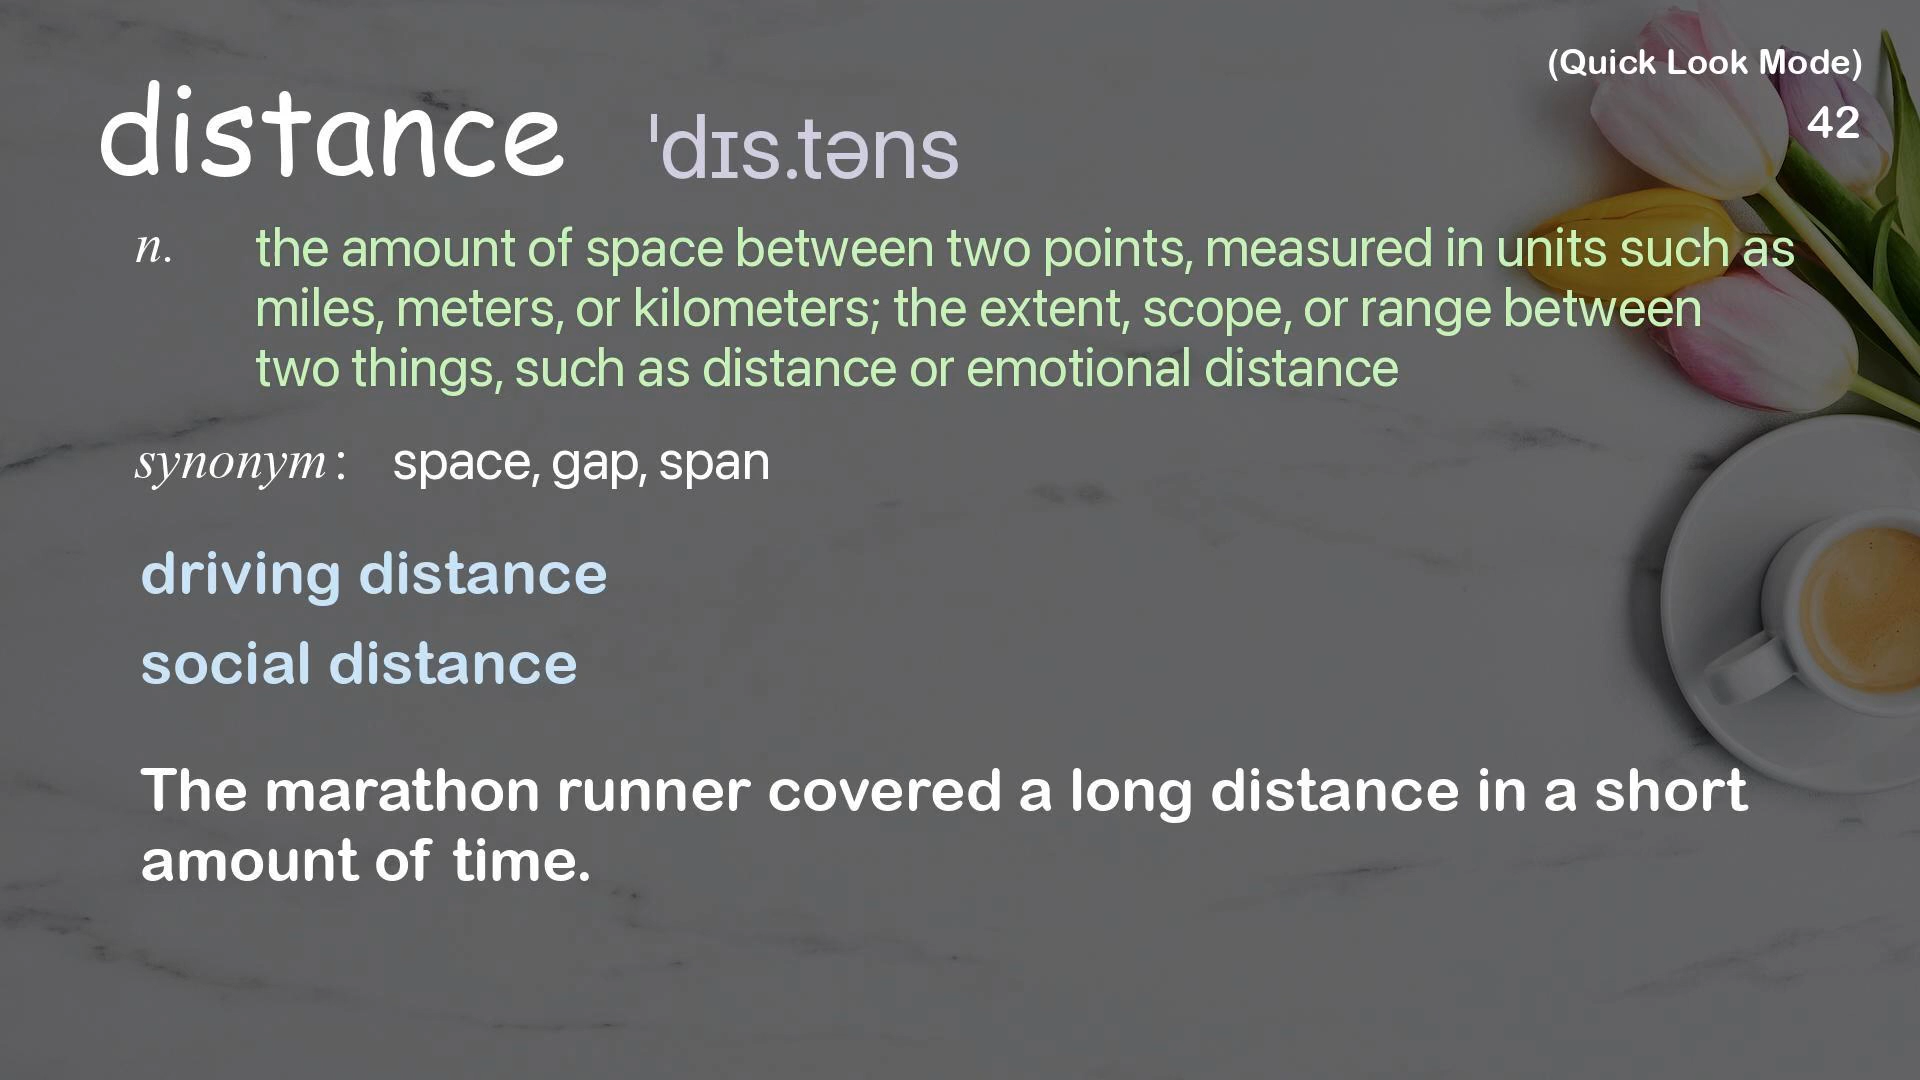 (Quick Look Mode)
42
distance ˈdɪs.təns
n. the amount of space between two points, measured in units such as
miles, meters, or kilometers; the extent, scope, or range between
two things, such as distance or emotional distance
synonym: space, gap, span
driving distance
social distance
The marathon runner covered a long distance in a short
amount of time.